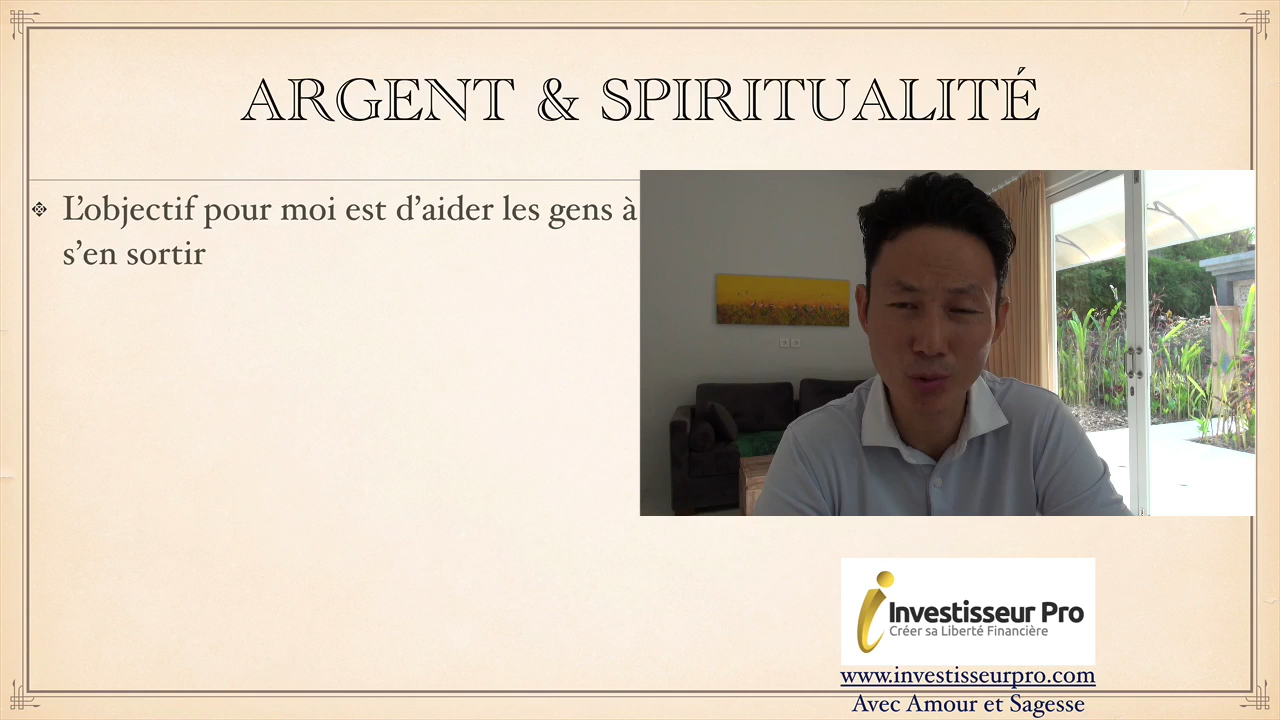 ARGENT & SPIRITUALITÉ
L’objectif pour moi est d’aider les gens à
s’en sortir
Investisseur Pro
Créer sa Liberté Financière
www.investisseurpro.com
Avec Amour et Sagesse